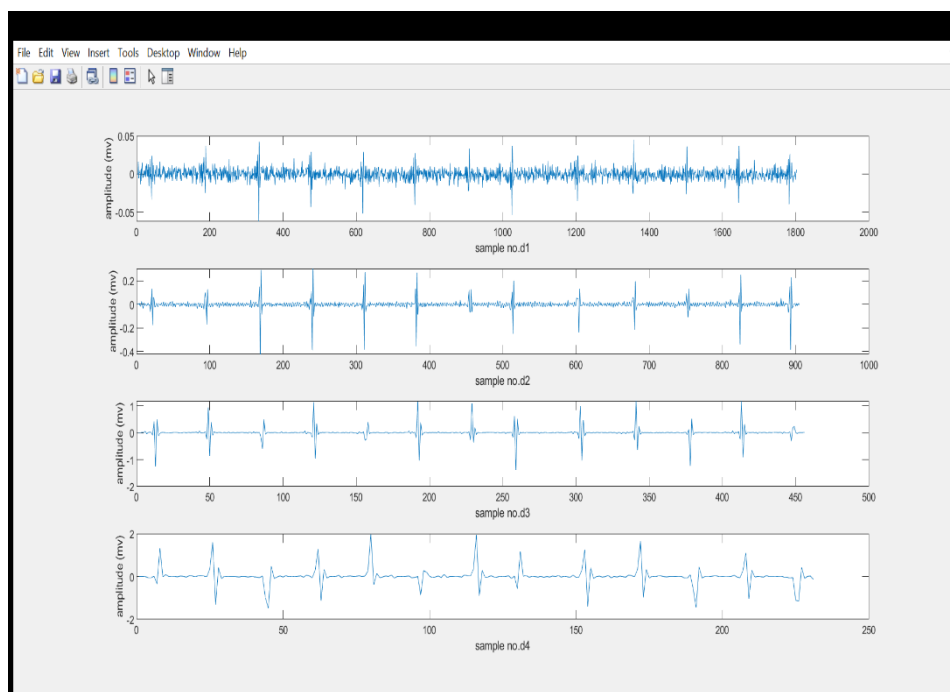 File Edit View Insert Tools Desktop Window Help
0.05
0
-0.05
amplitude (mv)
0 200 400 600 800 1000 1200 1400 1600 1800 2000
sample no.d1
0.2
0
-0.2
-0.4
amplitude (mv)
0 100 200 300 400 500 600 700 800 900 1000
sample no.d2
1
0
-1
-2
amplitude (mv)
0 50 100 150 200 250 300 350 400 450 500
sample no.d3
2
0
-2
amplitude (mv)
0 50 100 150 200 250
sample no.d4